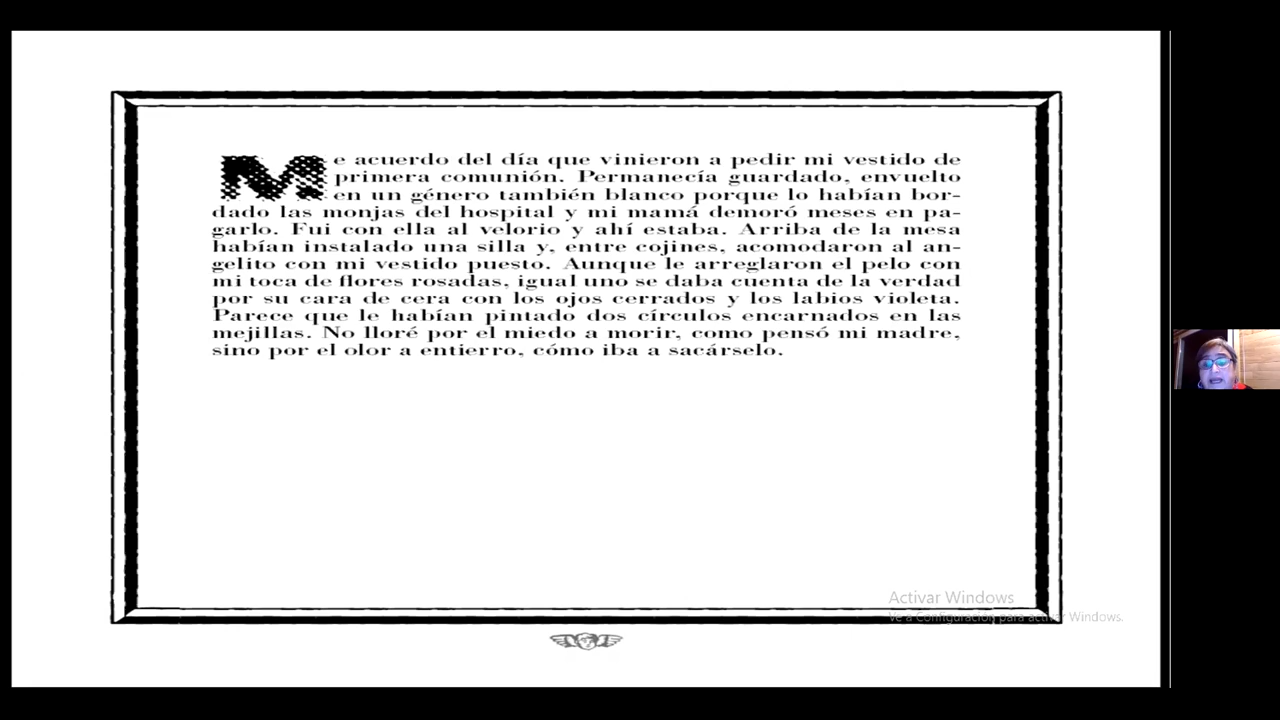 Me acuerdo del día que vinieron a pedir mi vestido de
primera comunión. Permanecía guardado, envuelto
en un género también blanco porque lo habían bor-
dado las monjas del hospital y mi mamá demoró meses en pa-
garlo. Fui con ella al velorio y ahí estaba. Arriba de la mesa
habían instalado una silla y, entre cojines, acomodaron al an-
gelito con mi vestido puesto. Aunque le arreglaron el pelo con
mi toca de flores rosadas, igual uno se daba cuenta de la verdad
por su cara de cera con los ojos cerrados y los labios violeta.
Parece que le habían pintado dos círculos encarnados en las
mejillas. No lloré por el miedo a morir, como pensó mi madre,
sino por el olor a entierro, cómo iba a sacárselo.
Activar Windows
Ve a Configuración para activar Windows.